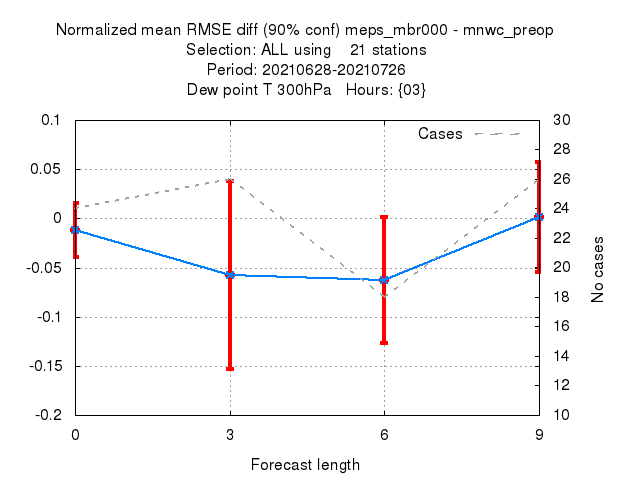 Normalized mean RMSE diff (90% conf) meps_mbr000 - mnwc_preop
Selection: ALL using    21 stations
Period: 20210628-20210726
Dew point T 300hPa   Hours: {03}
Cases
0.1
0.05
0
-0.05
-0.1
-0.15
-0.2
30
28
26
24
22
20
18
16
14
12
10
No cases
0 3 6 9
Forecast length